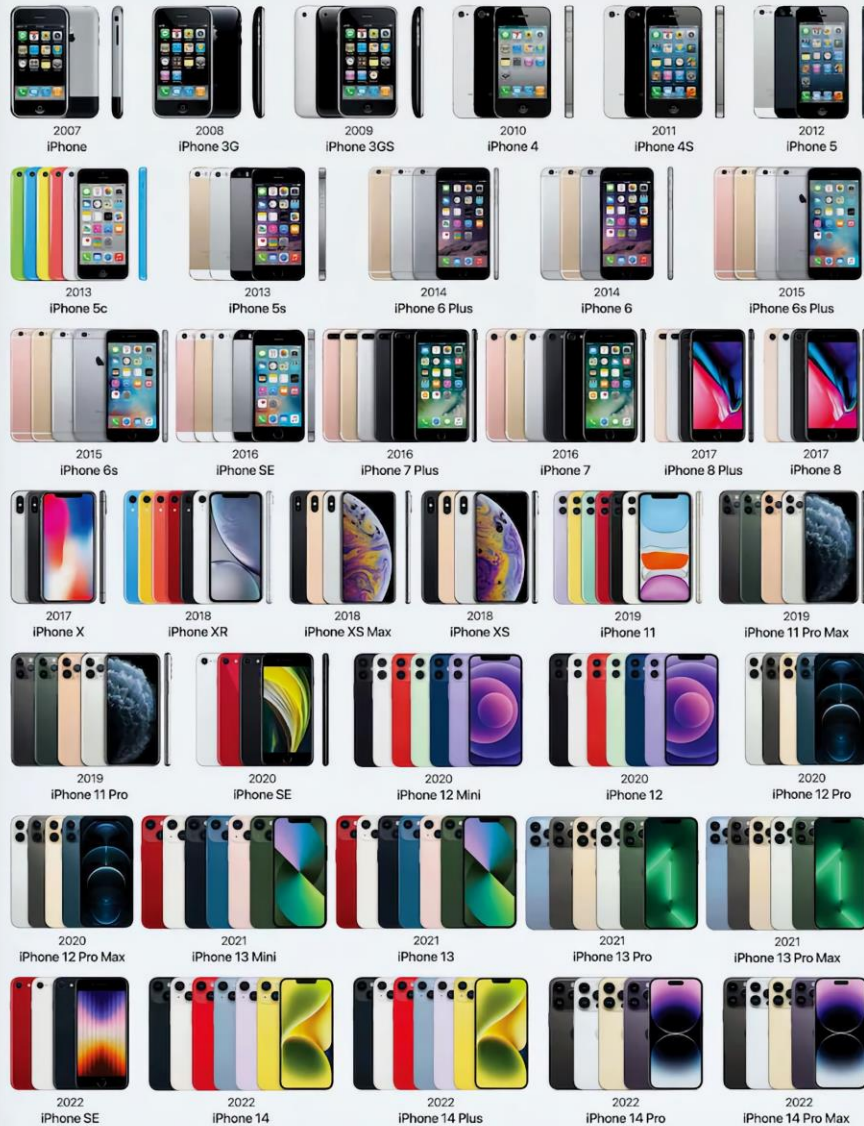 2007
iPhone
2008
iPhone 3G
2009
iPhone 3GS
2010
iPhone 4
2011
iPhone 4S
2012
iPhone 5
2013
iPhone 5c
2013
iPhone 5s
2014
iPhone 6 Plus
2014
iPhone 6
2015
iPhone 6s Plus
2015
iPhone 6s
2016
iPhone SE
2016
iPhone 7 Plus
2016
iPhone 7
2017
iPhone 8 Plus
2017
iPhone 8
2017
iPhone X
2018
iPhone XR
2018
iPhone XS Max
2018
iPhone XS
2019
iPhone 11
2019
iPhone 11 Pro Max
2019
iPhone 11 Pro
2020
iPhone SE
2020
iPhone 12 Mini
2020
iPhone 12
2020
iPhone 12 Pro
2020
iPhone 12 Pro Max
2021
iPhone 13 Mini
2021
iPhone 13
2021
iPhone 13 Pro
2021
iPhone 13 Pro Max
2022
iPhone SE
2022
iPhone 14
2022
iPhone 14 Plus
2022
iPhone 14 Pro
2022
iPhone 14 Pro Max